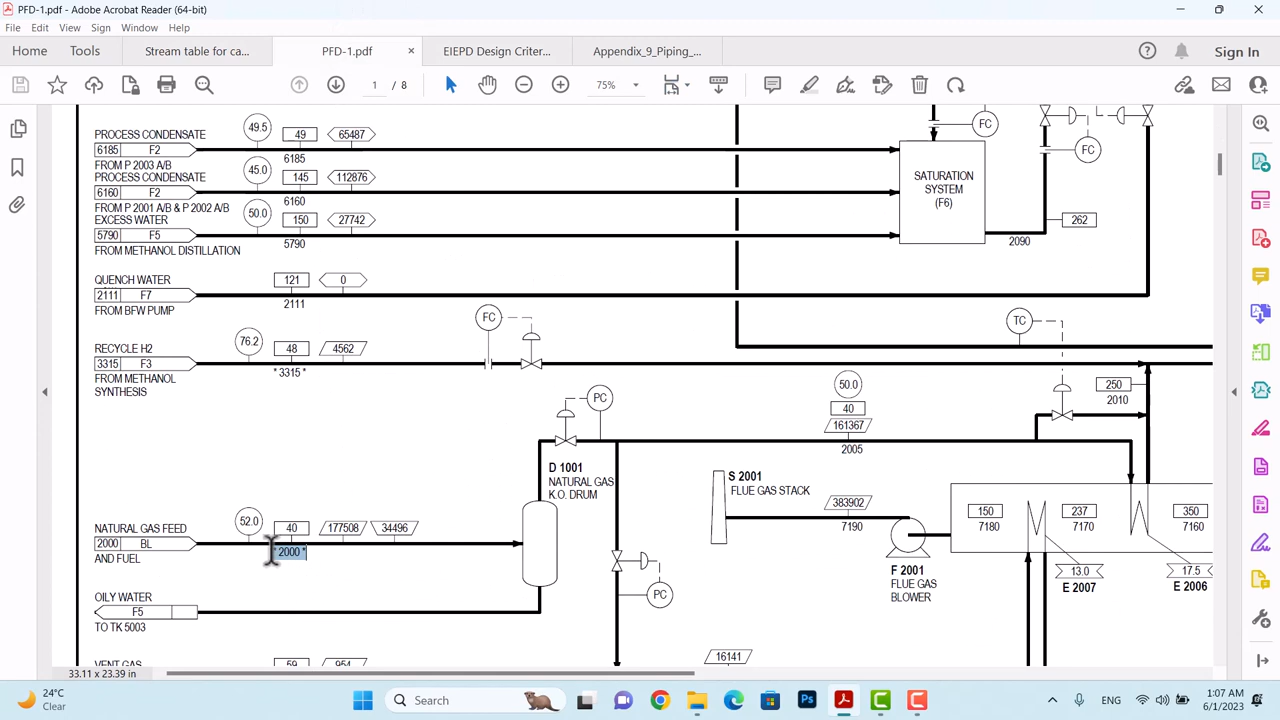 PFD-1.pdf - Adobe Acrobat Reader (64-bit)
File Edit View Sign Window Help
Home Tools Stream table for ca... PFD-1.pdf × EIEPD Design Criter... Appendix_9_Piping_... Sign In
1 / 8 75%
PROCESS CONDENSATE 49.5 49 65487
6185 F2
6185
FROM P 2003 A/B
PROCESS CONDENSATE 45.0 145 112876
6160 F2
6160
FROM P 2001 A/B & P 2002 A/B
EXCESS WATER 50.0 150 27742
5790 F5
5790
FROM METHANOL DISTILLATION
FC
FC
SATURATION
SYSTEM
(F6)
262
2090
QUENCH WATER 121 0
2111 F7
2111
FROM BFW PUMP
FC
TC
RECYCLE H2 76.2 48 4562
3315 F3
* 3315 *
FROM METHANOL
SYNTHESIS
PC
50.0
40
161367
2005
250
2010
D 1001
NATURAL GAS
K.O. DRUM
S 2001
FLUE GAS STACK
383902
7190
F 2001
FLUE GAS
BLOWER
150
7180
237
7170
350
7160
13.0
E 2007
17.5
E 2006
NATURAL GAS FEED 52.0 40 177508 34496
2000 BL
* 2000 *
AND FUEL
PC
OILY WATER
F5
TO TK 5003
VENT GAS 59 954
16141
33.11 x 23.39 in
24°C
Clear
Search
ENG
1:07 AM
6/1/2023